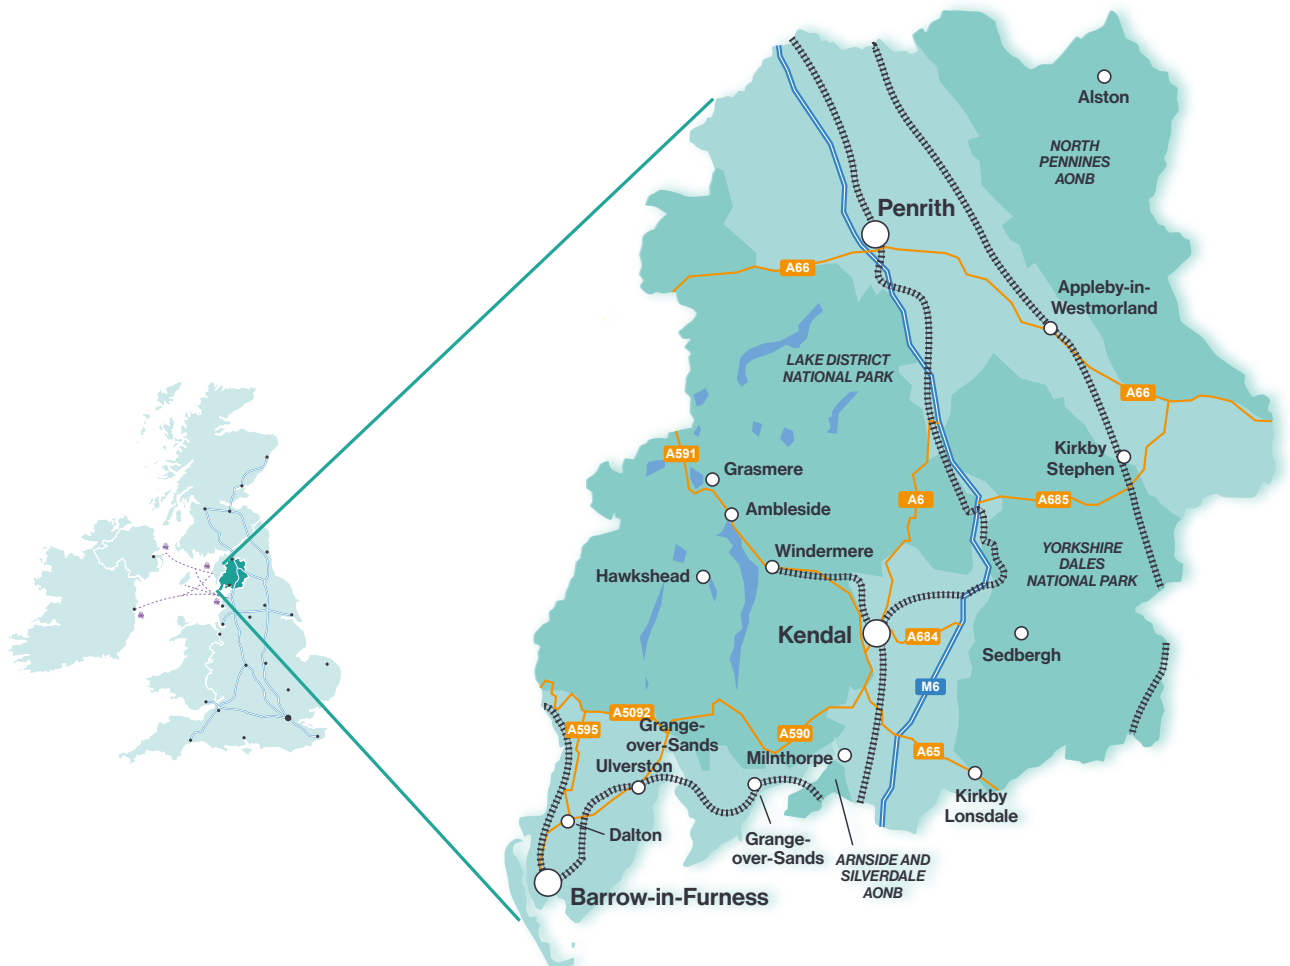 Alston
NORTH
PENNINES
AONB
Penrith
A66
Appleby-in-
Westmorland
LAKE DISTRICT
NATIONAL PARK
A66
A591
Grasmere
Kirkby
Stephen
A6
A685
Ambleside
Windermere
YORKSHIRE
DALES
NATIONAL PARK
Hawkshead
Kendal
A684
Sedbergh
M6
A5092
A595
Grange-
over-Sands
A590
A65
Milnthorpe
Ulverston
Kirkby
Lonsdale
Dalton
Grange-
over-Sands
ARNSIDE AND
SILVERDALE
AONB
Barrow-in-Furness